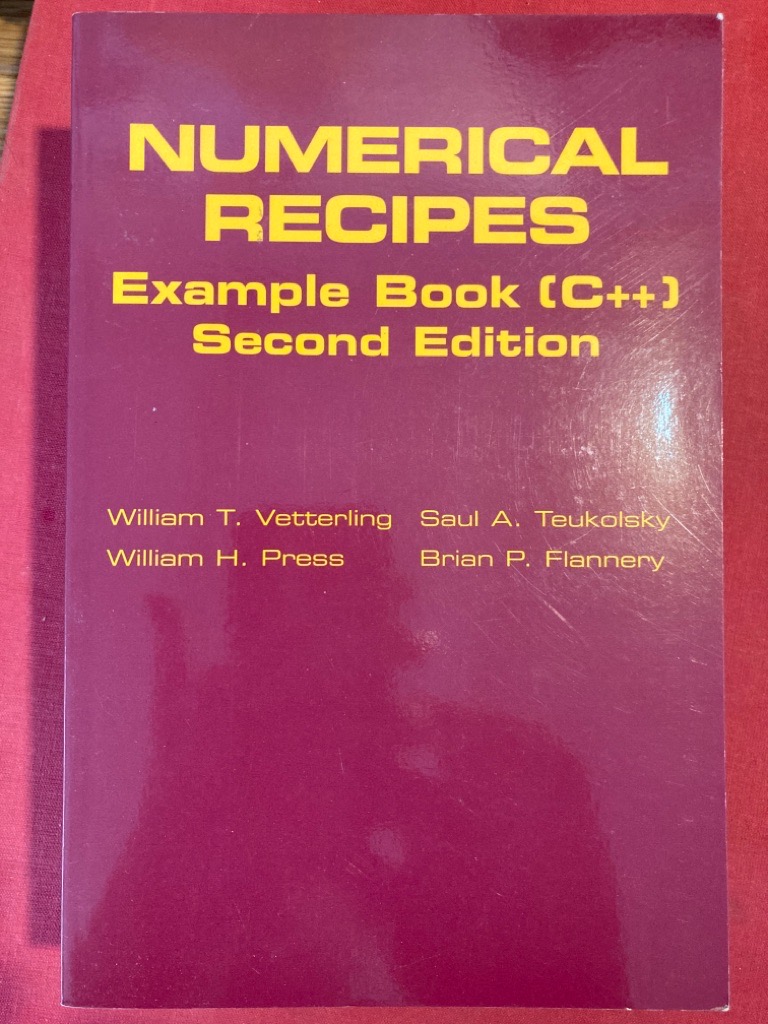 NUMERICAL
RECIPES
Example Book (C++)
Second Edition
William T. Vetterling Saul A. Teukolsky
William H. Press Brian P. Flannery